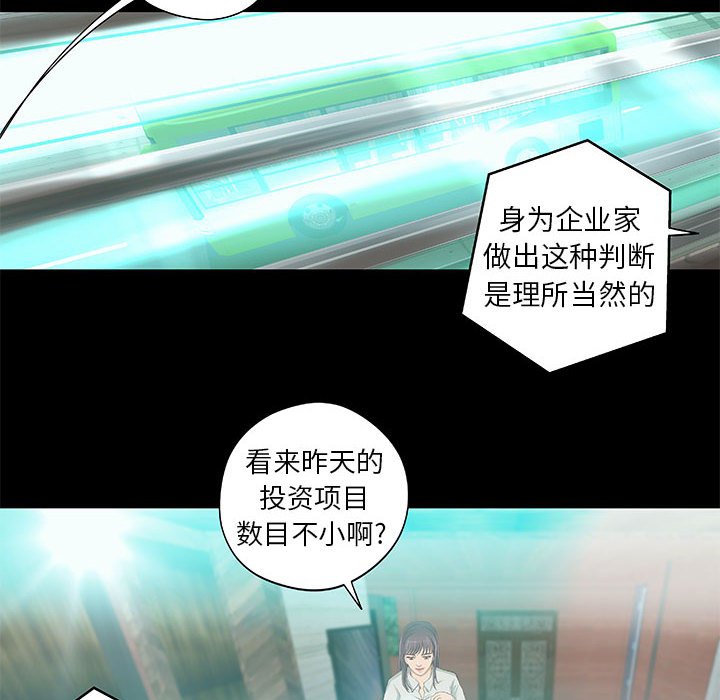 身为企业家
做出这种判断
是理所当然的
看来昨天的
投资项目
数目不小啊?